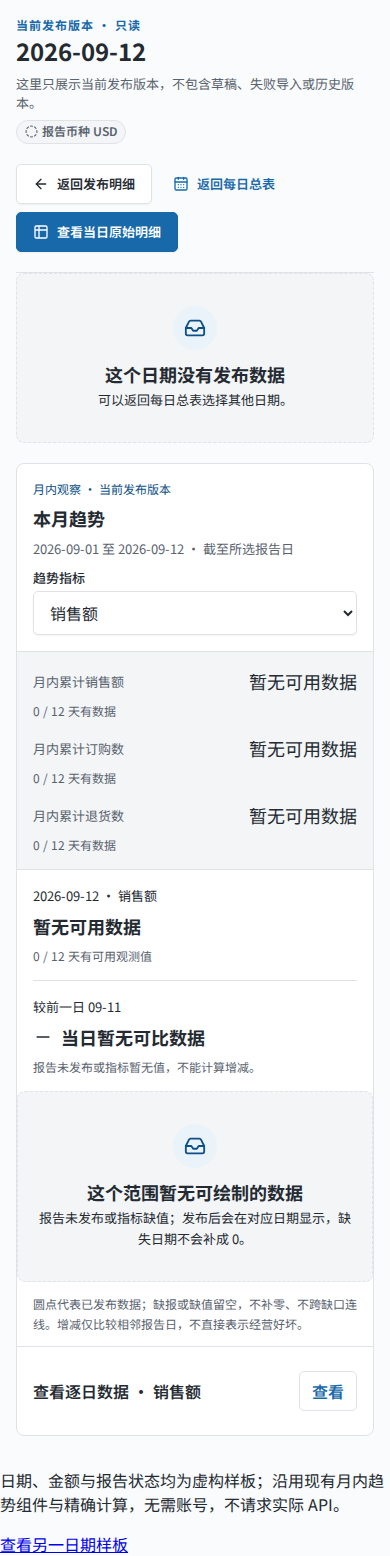 当前发布版本 • 只读
2026-09-12
这里只展示当前发布版本，不包含草稿、失败导入或历史版
本。
报告币种 USD
返回发布明细
返回每日总表
查看当日原始明细
这个日期没有发布数据
可以返回每日总表选择其他日期。
月内观察 • 当前发布版本
本月趋势
2026-09-01 至 2026-09-12 • 截至所选报告日
趋势指标
销售额
月内累计销售额 暂无可用数据
0 / 12 天有数据
月内累计订购数 暂无可用数据
0 / 12 天有数据
月内累计退货数 暂无可用数据
0 / 12 天有数据
2026-09-12 • 销售额
暂无可用数据
0 / 12 天有可用观测值
较前一日 09-11
— 当日暂无可比数据
报告未发布或指标暂无值，不能计算增减。
这个范围暂无可绘制的数据
报告未发布或指标缺值；发布后会在对应日期显示，缺
失日期不会补成 0。
圆点代表已发布数据；缺报或缺值留空，不补零、不跨缺口连
线。增减仅比较相邻报告日，不直接表示经营好坏。
查看逐日数据 • 销售额 查看
日期、金额与报告状态均为虚构样板；沿用现有月内趋
势组件与精确计算，无需账号，不请求实际 API。
查看另一日期样板